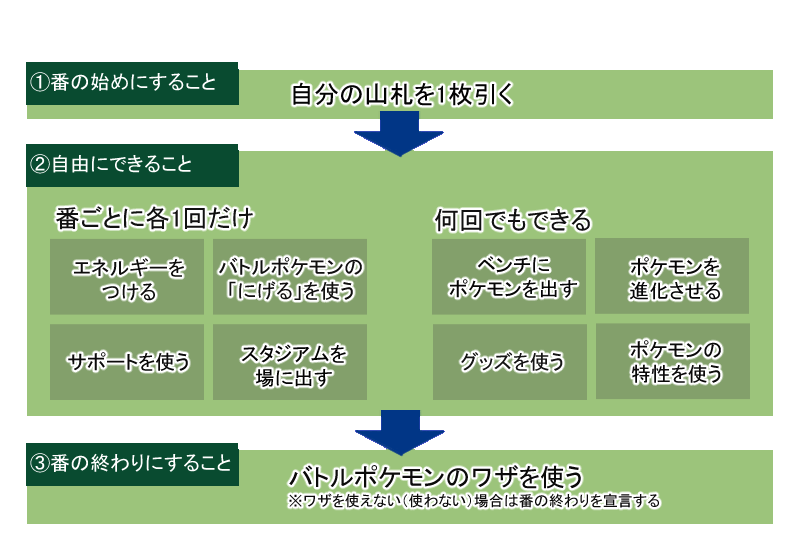 ①番の始めにすること
自分の山札を1枚引く
②自由にできること
番ごとに各1回だけ
エネルギーを
つける
バトルポケモンの
「にげる」を使う
サポートを使う
スタジアムを
場に出す
何回でもできる
ベンチに
ポケモンを出す
ポケモンを
進化させる
グッズを使う
ポケモンの
特性を使う
③番の終わりにすること
バトルポケモンのワザを使う
※ワザを使えない(使わない)場合は番の終わりを宣言する